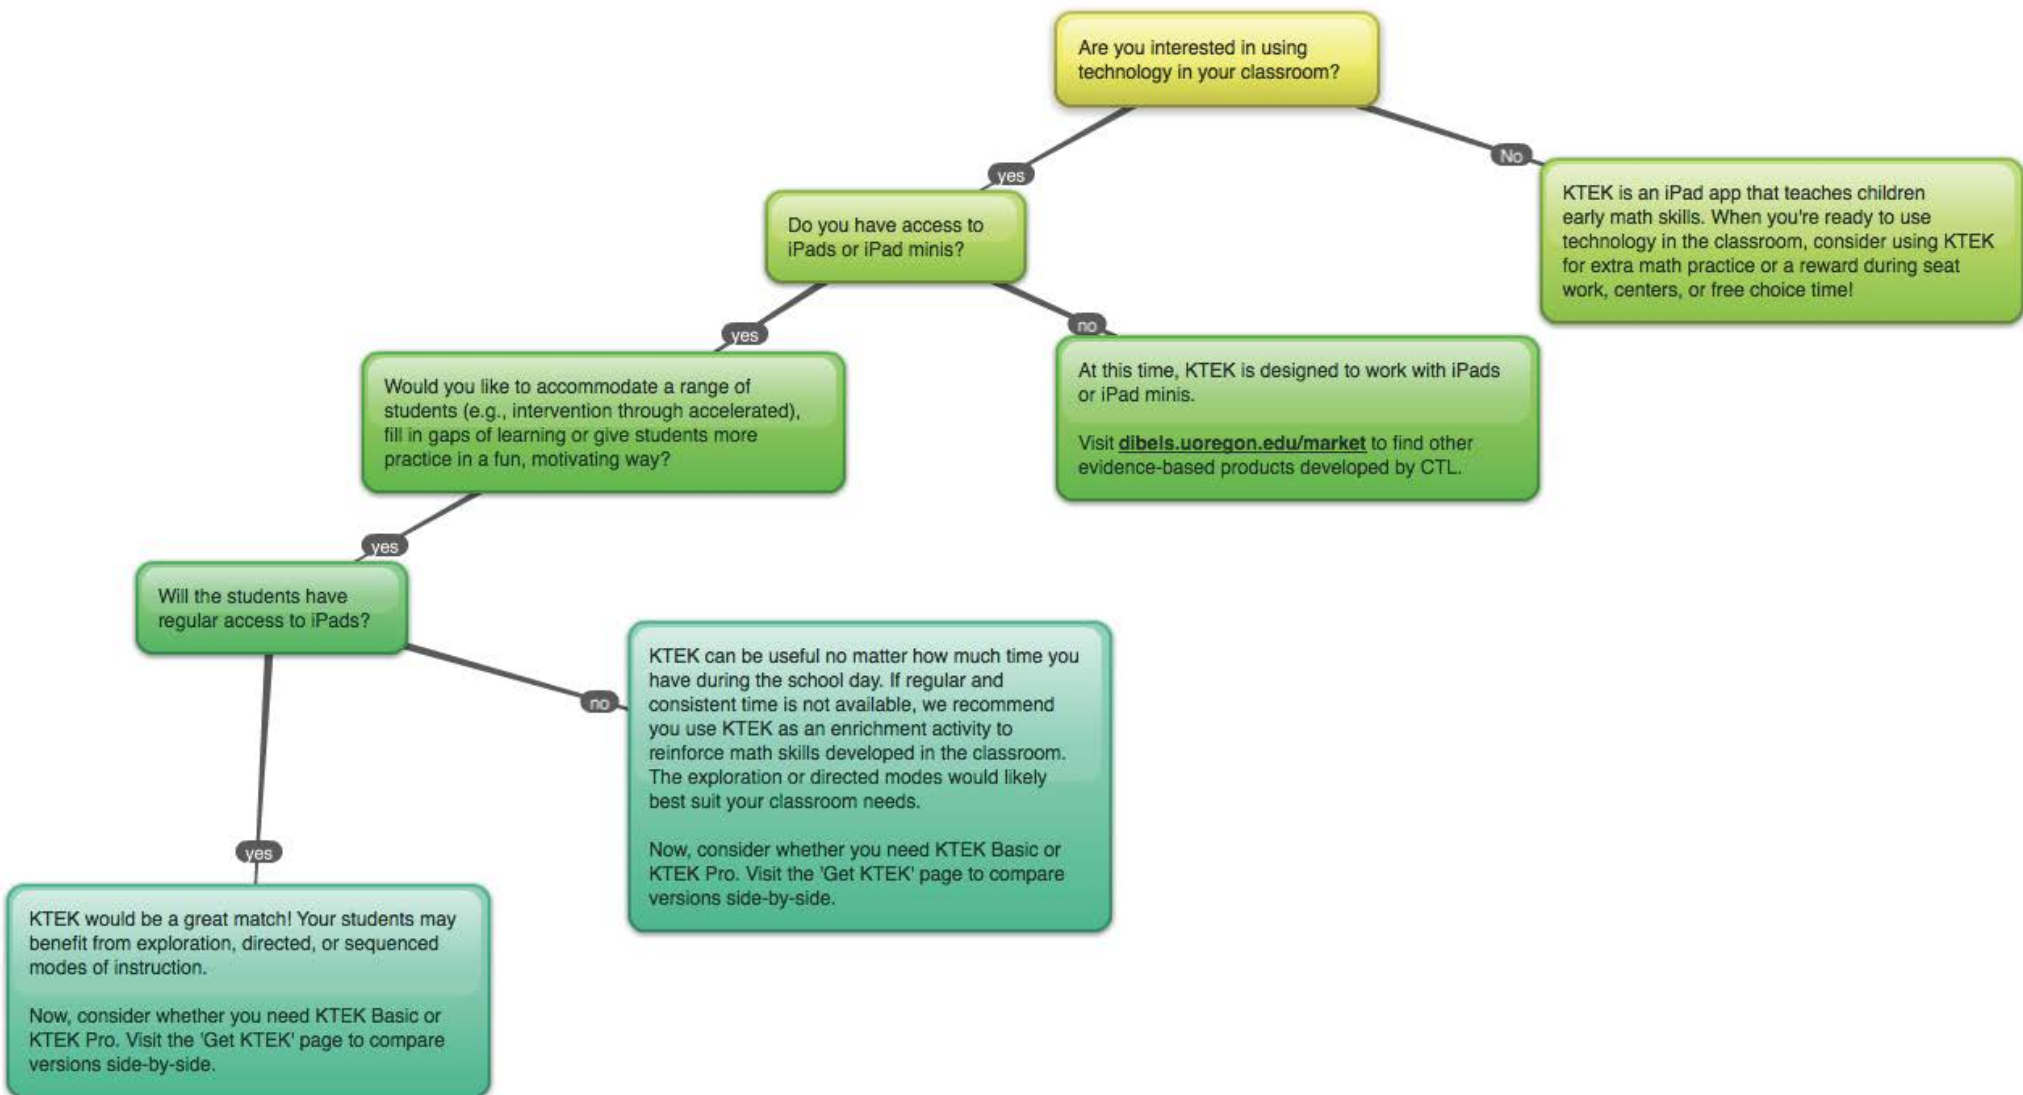 Are you interested in using
technology in your classroom?
yes
No
KTEK is an iPad app that teaches children
early math skills. When you're ready to use
technology in the classroom, consider using KTEK
for extra math practice or a reward during seat
work, centers, or free choice time!
Do you have access to
iPads or iPad minis?
yes
no
Would you like to accommodate a range of
students (e.g., intervention through accelerated),
fill in gaps of learning or give students more
practice in a fun, motivating way?
At this time, KTEK is designed to work with iPads
or iPad minis.
Visit dibels.uoregon.edu/market to find other
evidence-based products developed by CTL.
yes
Will the students have
regular access to iPads?
no
KTEK can be useful no matter how much time you
have during the school day. If regular and
consistent time is not available, we recommend
you use KTEK as an enrichment activity to
reinforce math skills developed in the classroom.
The exploration or directed modes would likely
best suit your classroom needs.
Now, consider whether you need KTEK Basic or
KTEK Pro. Visit the 'Get KTEK' page to compare
versions side-by-side.
yes
KTEK would be a great match! Your students may
benefit from exploration, directed, or sequenced
modes of instruction.
Now, consider whether you need KTEK Basic or
KTEK Pro. Visit the 'Get KTEK' page to compare
versions side-by-side.